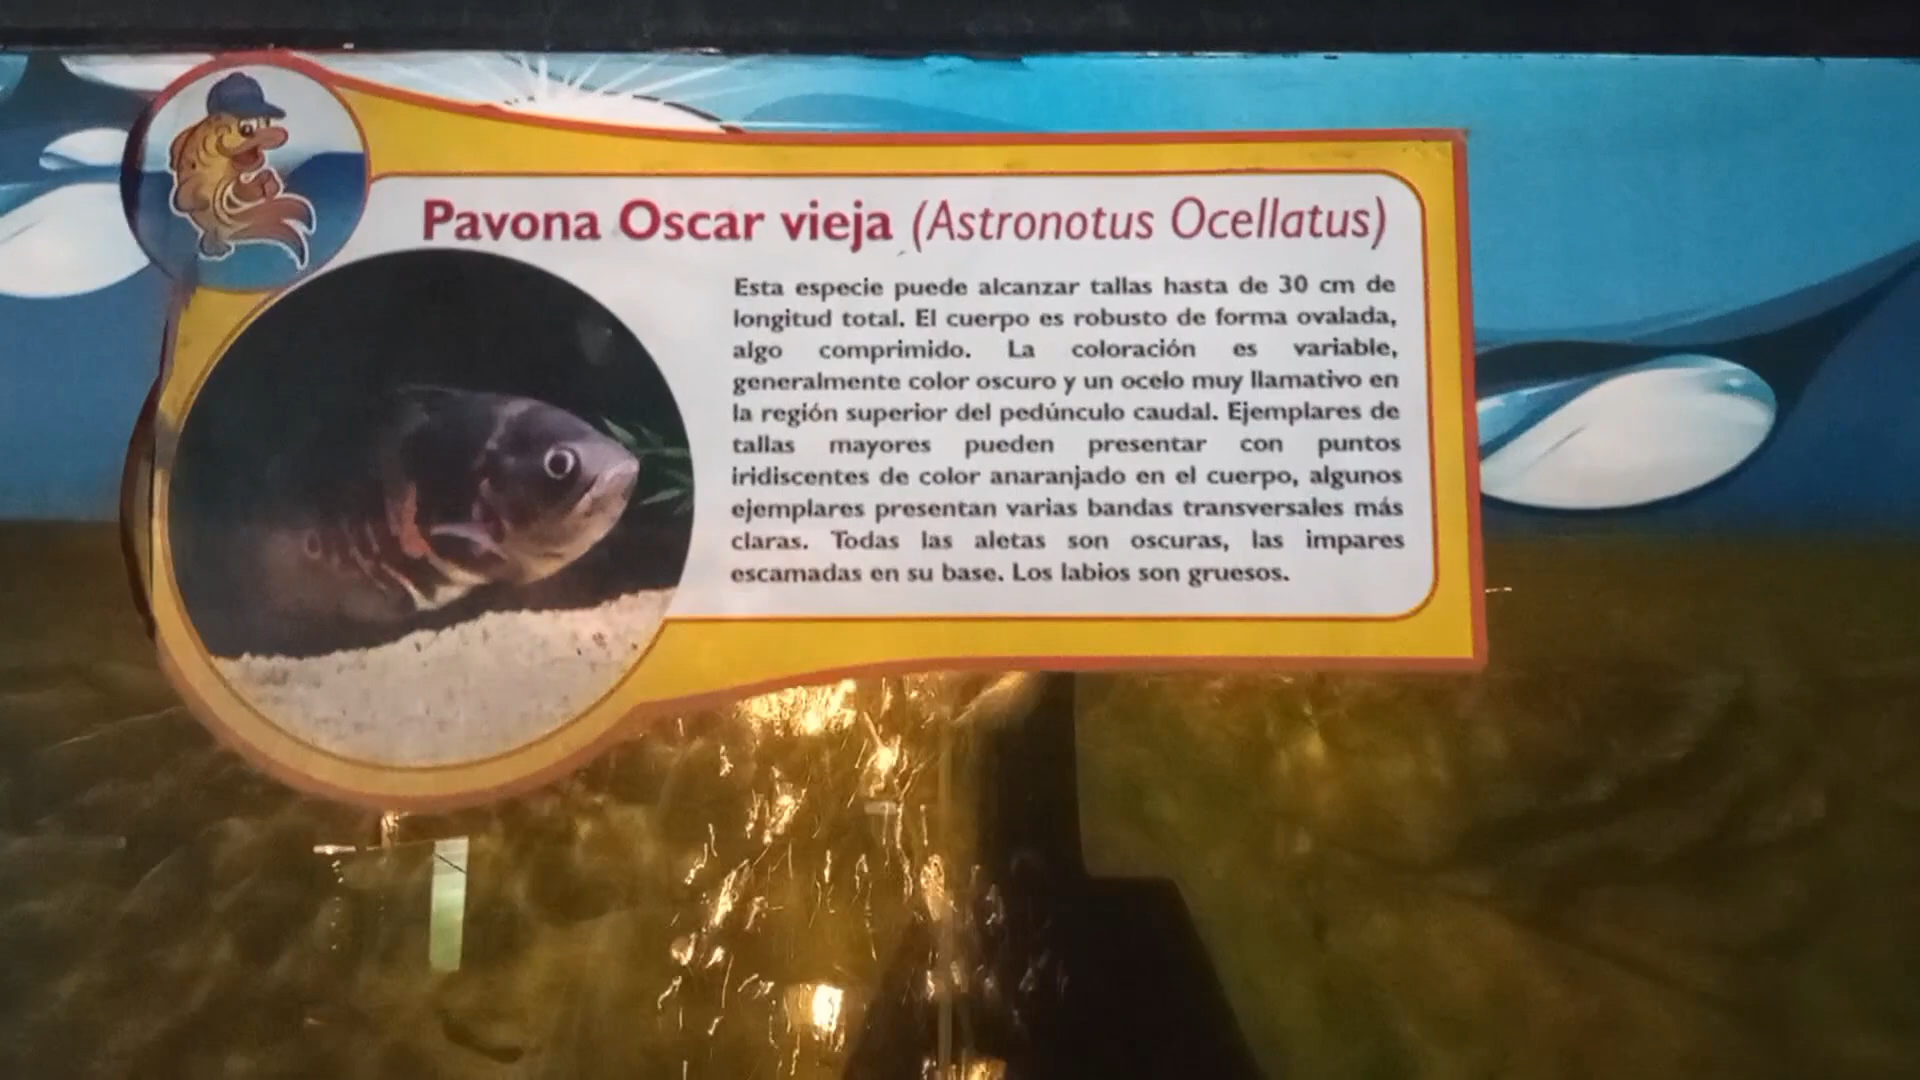 Pavona Oscar vieja (Astronotus Ocellatus)
Esta especie puede alcanzar tallas hasta de 30 cm de
longitud total. El cuerpo es robusto de forma ovalada,
algo comprimido. La coloración es variable,
generalmente color oscuro y un ocelo muy llamativo en
la región superior del pedúnculo caudal. Ejemplares de
tallas mayores pueden presentar con puntos
iridiscentes de color anaranjado en el cuerpo, algunos
ejemplares presentan varias bandas transversales más
claras. Todas las aletas son oscuras, las impares
escamadas en su base. Los labios son gruesos.